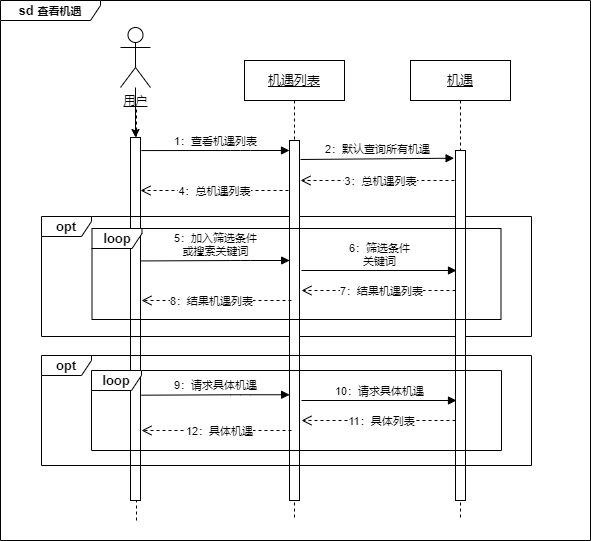 sd 查看机遇
用户
机遇列表
机遇
1：查看机遇列表
2：默认查询所有机遇
3：总机遇列表
4：总机遇列表
opt
loop
5：加入筛选条件
或搜索关键词
6：筛选条件
关键词
7：结果机遇列表
8：结果机遇列表
opt
loop
9：请求具体机遇
10：请求具体机遇
11：具体列表
12：具体机遇